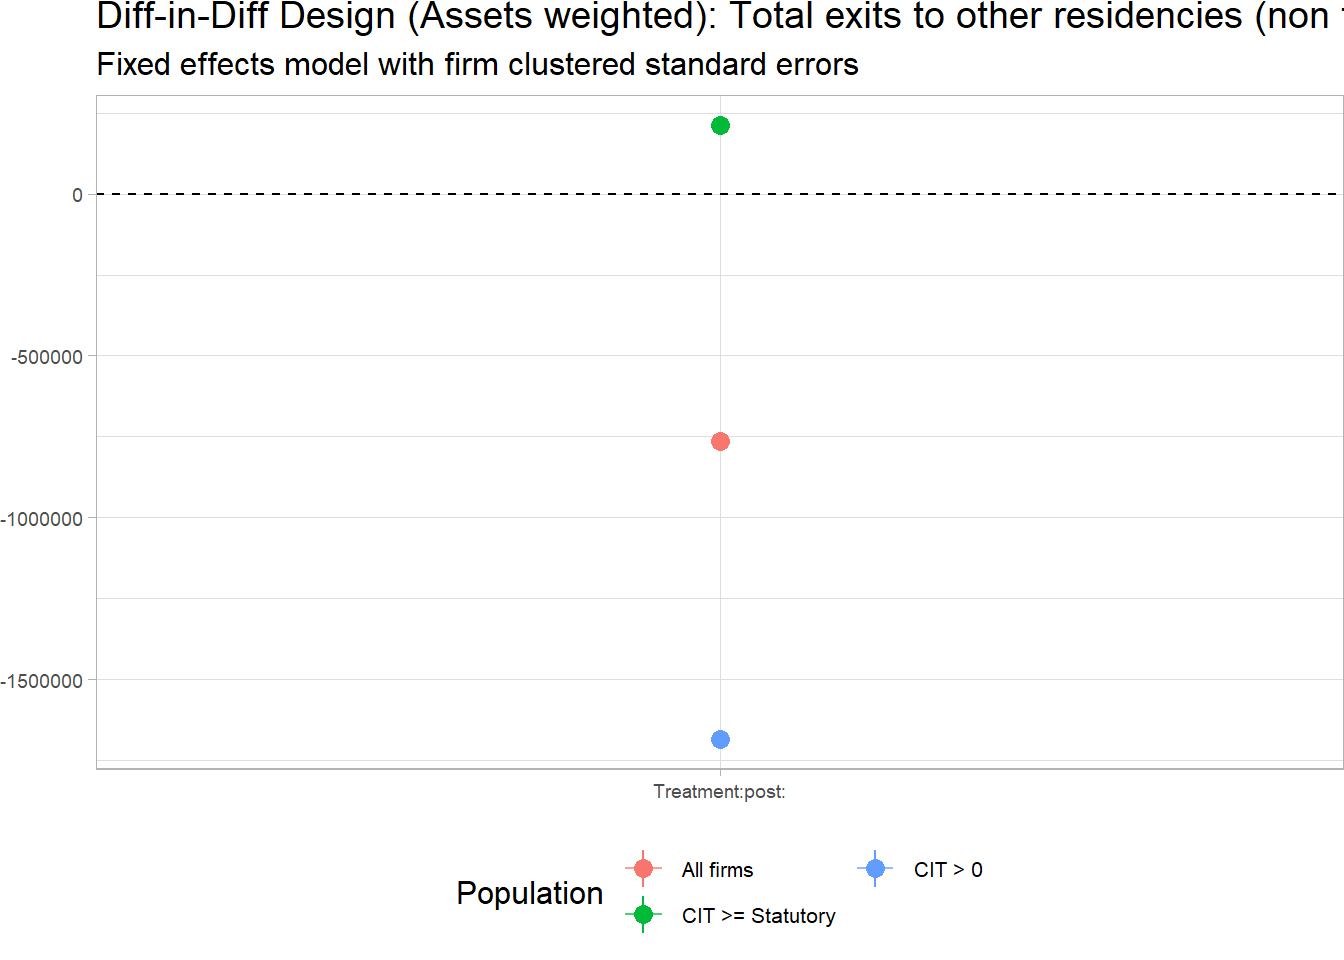 Diff-in-Diff Design (Assets weighted): Total exits to other residencies (non
Fixed effects model with firm clustered standard errors
0
-500000
-1000000
-1500000
Treatment:post:
Population
All firms
CIT > 0
CIT >= Statutory